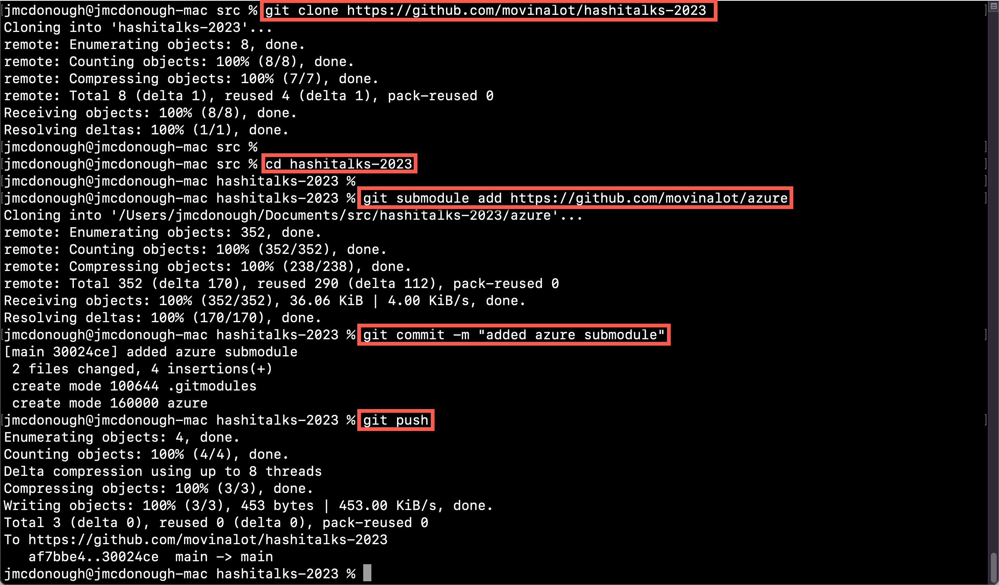 jmcdonough@jmcdonough-mac src % git clone https://github.com/movinalot/hashitalks-2023
Cloning into 'hashitalks-2023'...
remote: Enumerating objects: 8, done.
remote: Counting objects: 100% (8/8), done.
remote: Compressing objects: 100% (7/7), done.
remote: Total 8 (delta 1), reused 4 (delta 1), pack-reused 0
Receiving objects: 100% (8/8), done.
Resolving deltas: 100% (1/1), done.
jmcdonough@jmcdonough-mac src %
jmcdonough@jmcdonough-mac src % cd hashitalks-2023
jmcdonough@jmcdonough-mac hashitalks-2023 %
jmcdonough@jmcdonough-mac hashitalks-2023 % git submodule add https://github.com/movinalot/azure
Cloning into '/Users/jmcdonough/Documents/src/hashitalks-2023/azure'...
remote: Enumerating objects: 352, done.
remote: Counting objects: 100% (352/352), done.
remote: Compressing objects: 100% (238/238), done.
remote: Total 352 (delta 170), reused 290 (delta 112), pack-reused 0
Receiving objects: 100% (352/352), 36.06 KiB | 4.00 KiB/s, done.
Resolving deltas: 100% (170/170), done.
jmcdonough@jmcdonough-mac hashitalks-2023 % git commit -m "added azure submodule"
[main 30024ce] added azure submodule
 2 files changed, 4 insertions(+)
 create mode 100644 .gitmodules
 create mode 160000 azure
jmcdonough@jmcdonough-mac hashitalks-2023 % git push
Enumerating objects: 4, done.
Counting objects: 100% (4/4), done.
Delta compression using up to 8 threads
Compressing objects: 100% (3/3), done.
Writing objects: 100% (3/3), 453 bytes | 453.00 KiB/s, done.
Total 3 (delta 0), reused 0 (delta 0), pack-reused 0
To https://github.com/movinalot/hashitalks-2023
   af7bbe4..30024ce  main -> main
jmcdonough@jmcdonough-mac hashitalks-2023 %